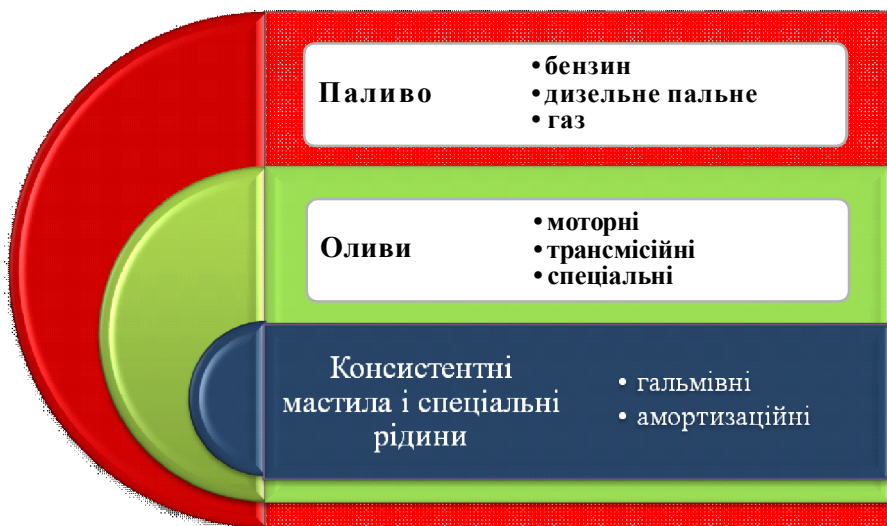 Паливо
• бензин
• дизельне пальне
• газ
Оливи
• моторні
• трансмісійні
• спеціальні
Консистентні
мастила і спеціальні
рідини
• гальмівні
• амортизаційні